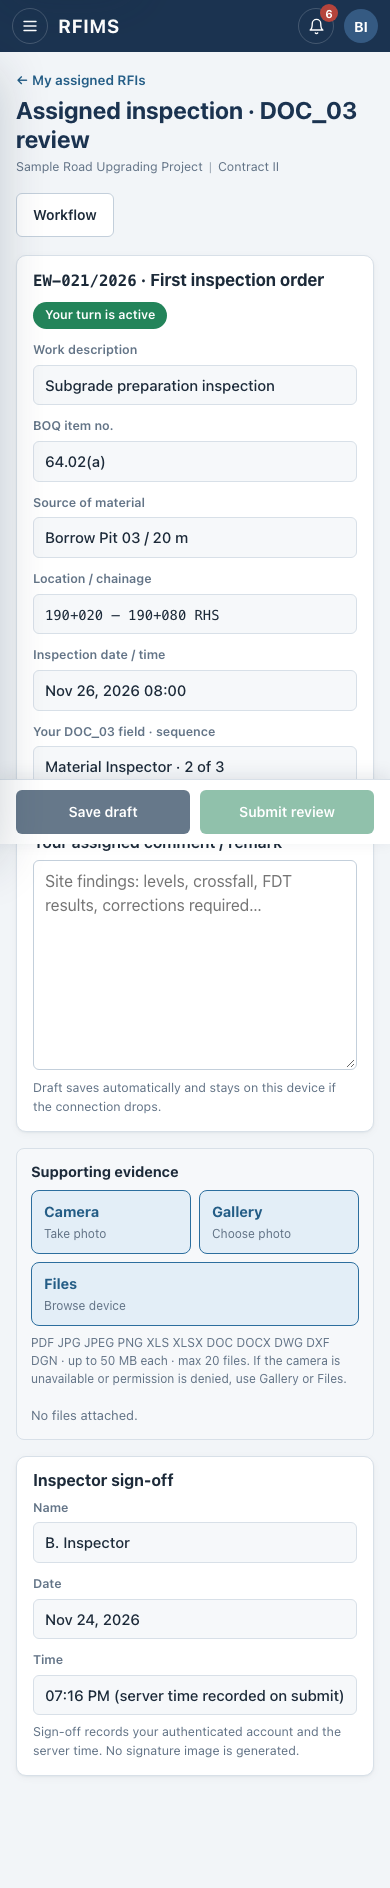 RFIMS
6
BI
← My assigned RFIs
Assigned inspection · DOC_03
review
Sample Road Upgrading Project | Contract II
Workflow
EW-021/2026 · First inspection order
Your turn is active
Work description
Subgrade preparation inspection
BOQ item no.
64.02(a)
Source of material
Borrow Pit 03 / 20 m
Location / chainage
190+020 — 190+080 RHS
Inspection date / time
Nov 26, 2026 08:00
Your DOC_03 field · sequence
Material Inspector · 2 of 3
Save draft
Submit review
Your assigned comment / remark
Site findings: levels, crossfall, FDT
results, corrections required...
Draft saves automatically and stays on this device if
the connection drops.
Supporting evidence
Camera
Take photo
Gallery
Choose photo
Files
Browse device
PDF JPG JPEG PNG XLS XLSX DOC DOCX DWG DXF
DGN · up to 50 MB each · max 20 files. If the camera is
unavailable or permission is denied, use Gallery or Files.
No files attached.
Inspector sign-off
Name
B. Inspector
Date
Nov 24, 2026
Time
07:16 PM (server time recorded on submit)
Sign-off records your authenticated account and the
server time. No signature image is generated.